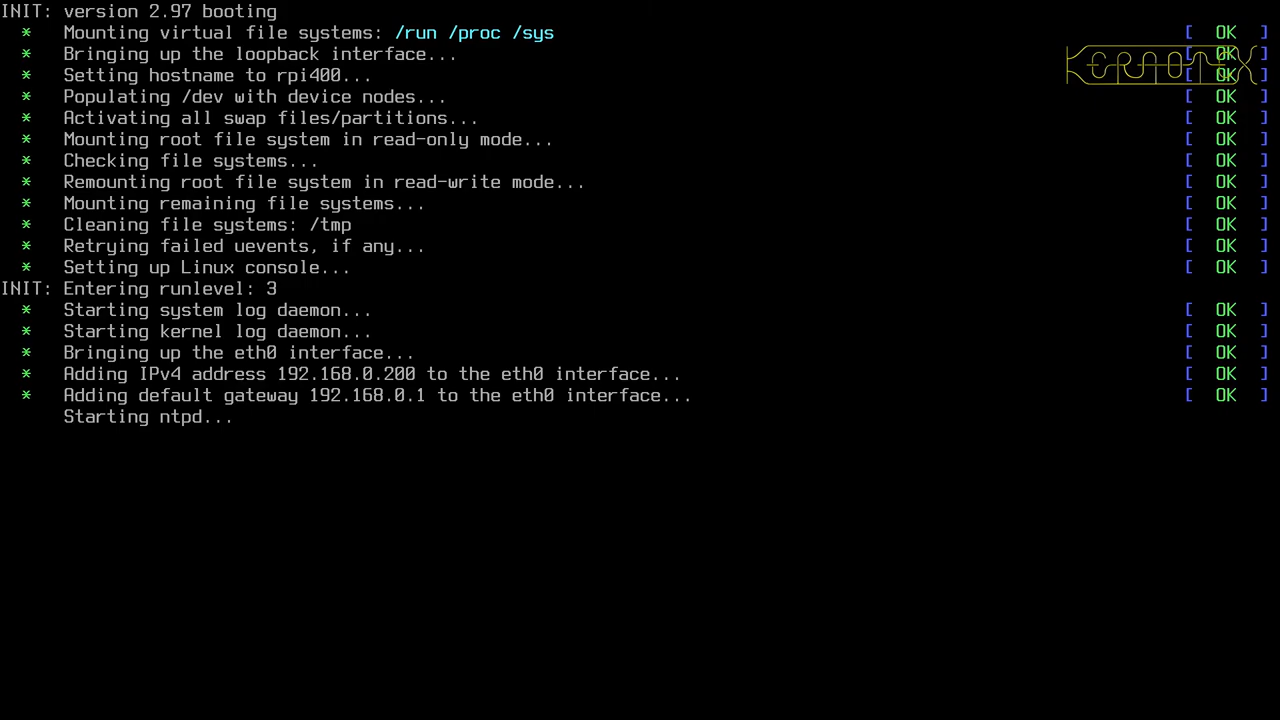 INIT: version 2.97 booting
* Mounting virtual file systems: /run /proc /sys [ OK ]
* Bringing up the loopback interface... [ OK ]
* Setting hostname to rpi400... [ OK ]
* Populating /dev with device nodes... [ OK ]
* Activating all swap files/partitions... [ OK ]
* Mounting root file system in read-only mode... [ OK ]
* Checking file systems... [ OK ]
* Remounting root file system in read-write mode... [ OK ]
* Mounting remaining file systems... [ OK ]
* Cleaning file systems: /tmp [ OK ]
* Retrying failed uevents, if any... [ OK ]
* Setting up Linux console... [ OK ]
INIT: Entering runlevel: 3
* Starting system log daemon... [ OK ]
* Starting kernel log daemon... [ OK ]
* Bringing up the eth0 interface... [ OK ]
* Adding IPv4 address 192.168.0.200 to the eth0 interface... [ OK ]
* Adding default gateway 192.168.0.1 to the eth0 interface... [ OK ]
Starting ntpd...